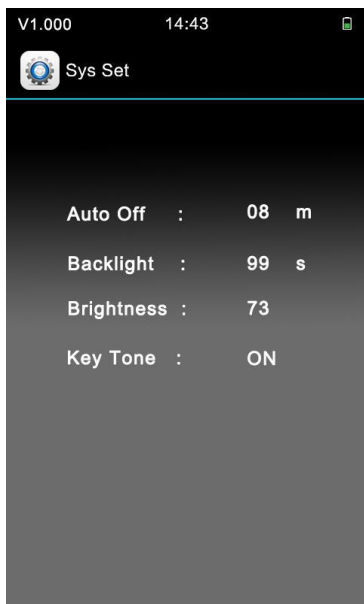 V1.000 14:43
Sys Set
Auto Off : 08 m
Backlight : 99 s
Brightness : 73
Key Tone : ON